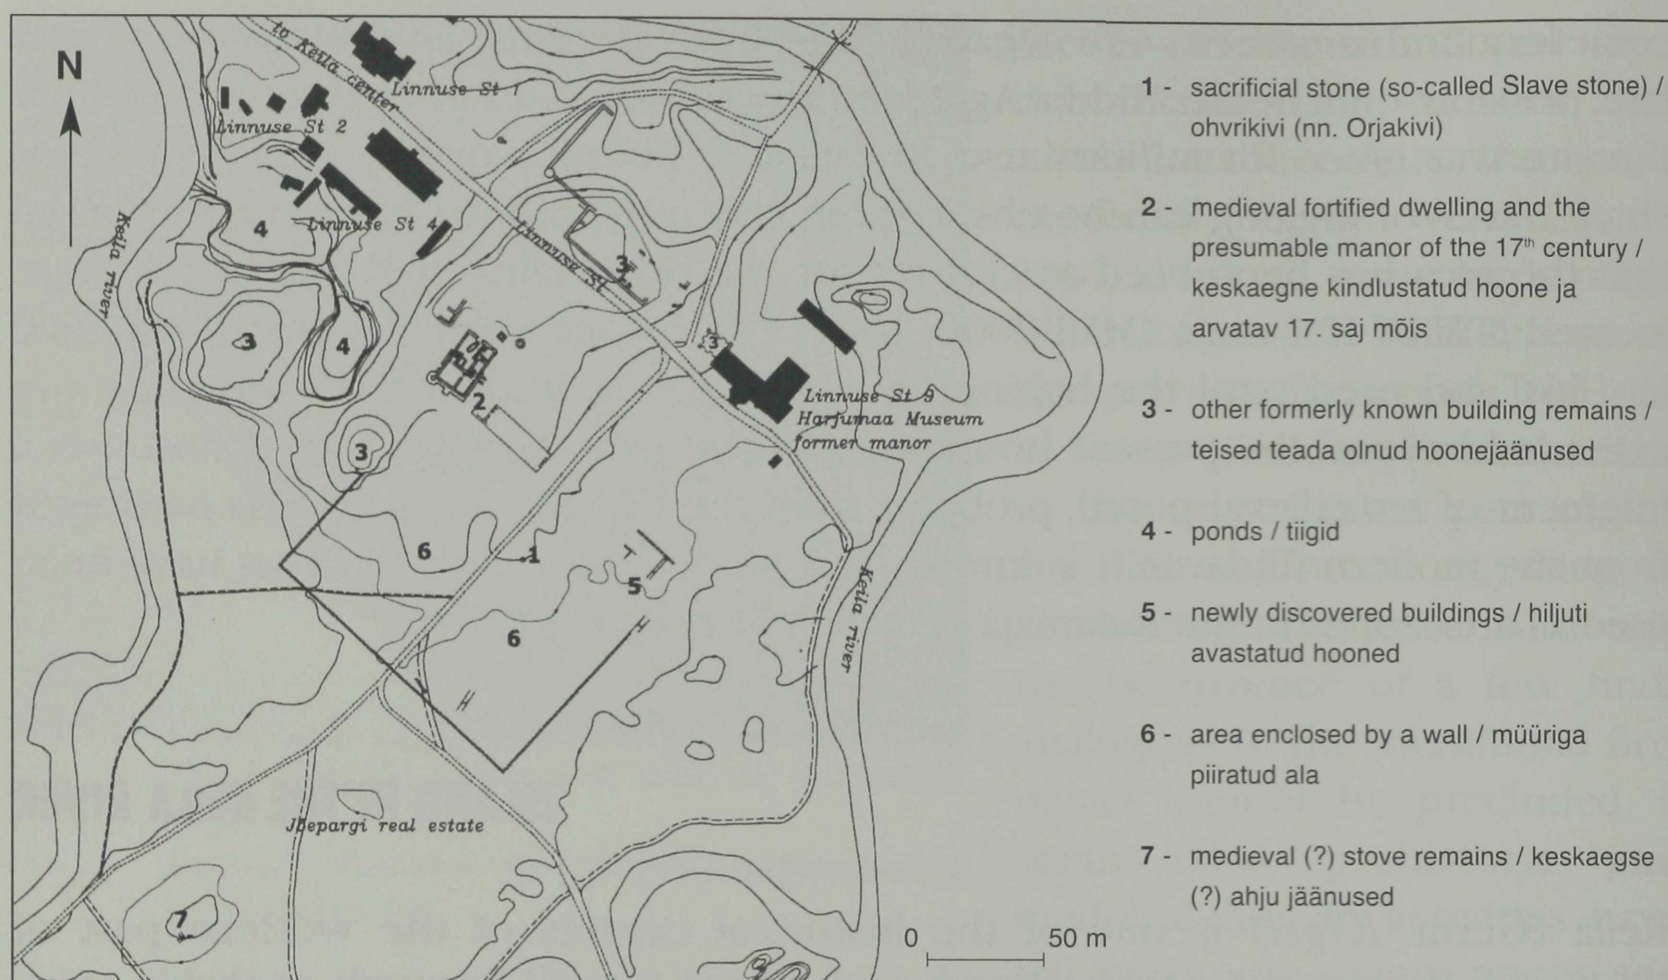 N
to Keila center
Linnuse St 1
Linnuse St 2
Linnuse St 4
4
Keila river
Linnuse St
3
3
4
3
2
Linnuse St 9
Harjumaa Museum
former manor
3
6
1
5
Keila river
6
Jõepargi real estate
7
0 50 m
1 - sacrificial stone (so-called Slave stone) /
ohvrikivi (nn. Orjakivi)
2 - medieval fortified dwelling and the
presumable manor of the 17th century /
keskaegne kindlustatud hoone ja
arvatav 17. saj mõis
3 - other formerly known building remains /
teised teada olnud hoonejäänused
4 - ponds / tiigid
5 - newly discovered buildings / hiljuti
avastatud hooned
6 - area enclosed by a wall / müüriga
piiratud ala
7 - medieval (?) stove remains / keskaegse
(?) ahju jäänused